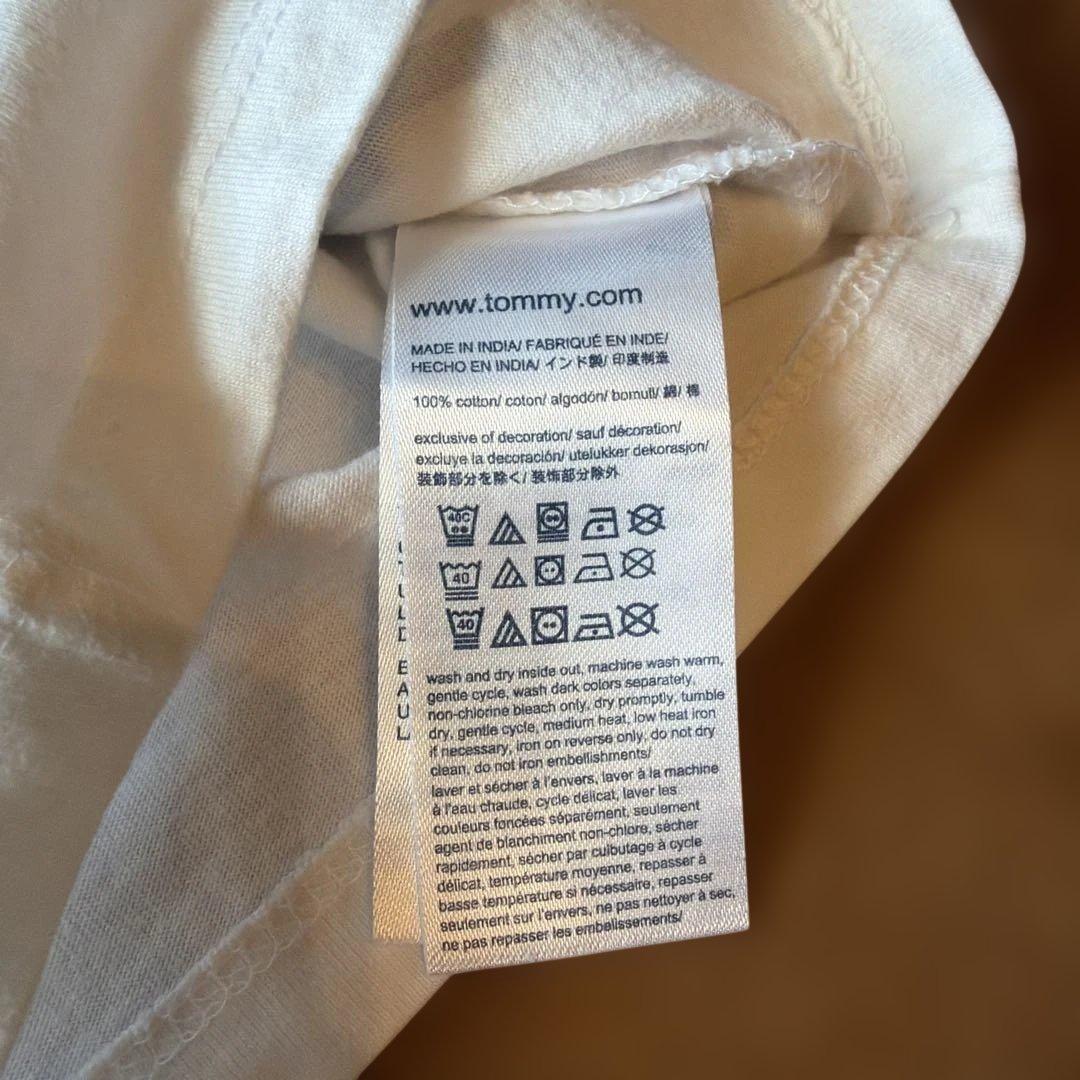 www.tommy.com
MADE IN INDIA/ FABRIQUÉ EN INDE/
HECHO EN INDIA/ インド製/ 印度制造
100% cotton/ coton/ algodón/ bomull/ 綿/ 棉
exclusive of decoration/ sauf décoration/
excluye la decoración/ utelukker dekorasjon/
装飾部分を除く/ 装饰部分除外
40C
40
40
wash and dry inside out, machine wash warm,
gentle cycle, wash dark colors separately,
non-chlorine bleach only, dry promptly, tumble
dry, gentle cycle, medium heat, low heat iron
if necessary, iron on reverse only, do not dry
clean, do not iron embellishments/
laver et sécher à l'envers, laver à la machine
à l'eau chaude, cycle délicat, laver les
couleurs foncées séparément, seulement
agent de blanchiment non-chlore, sécher
rapidement, sécher par culbutage à cycle
délicat, température moyenne, repasser à
basse température si nécessaire, repasser
seulement sur l'envers, ne pas nettoyer à sec,
ne pas repasser les embelissements/